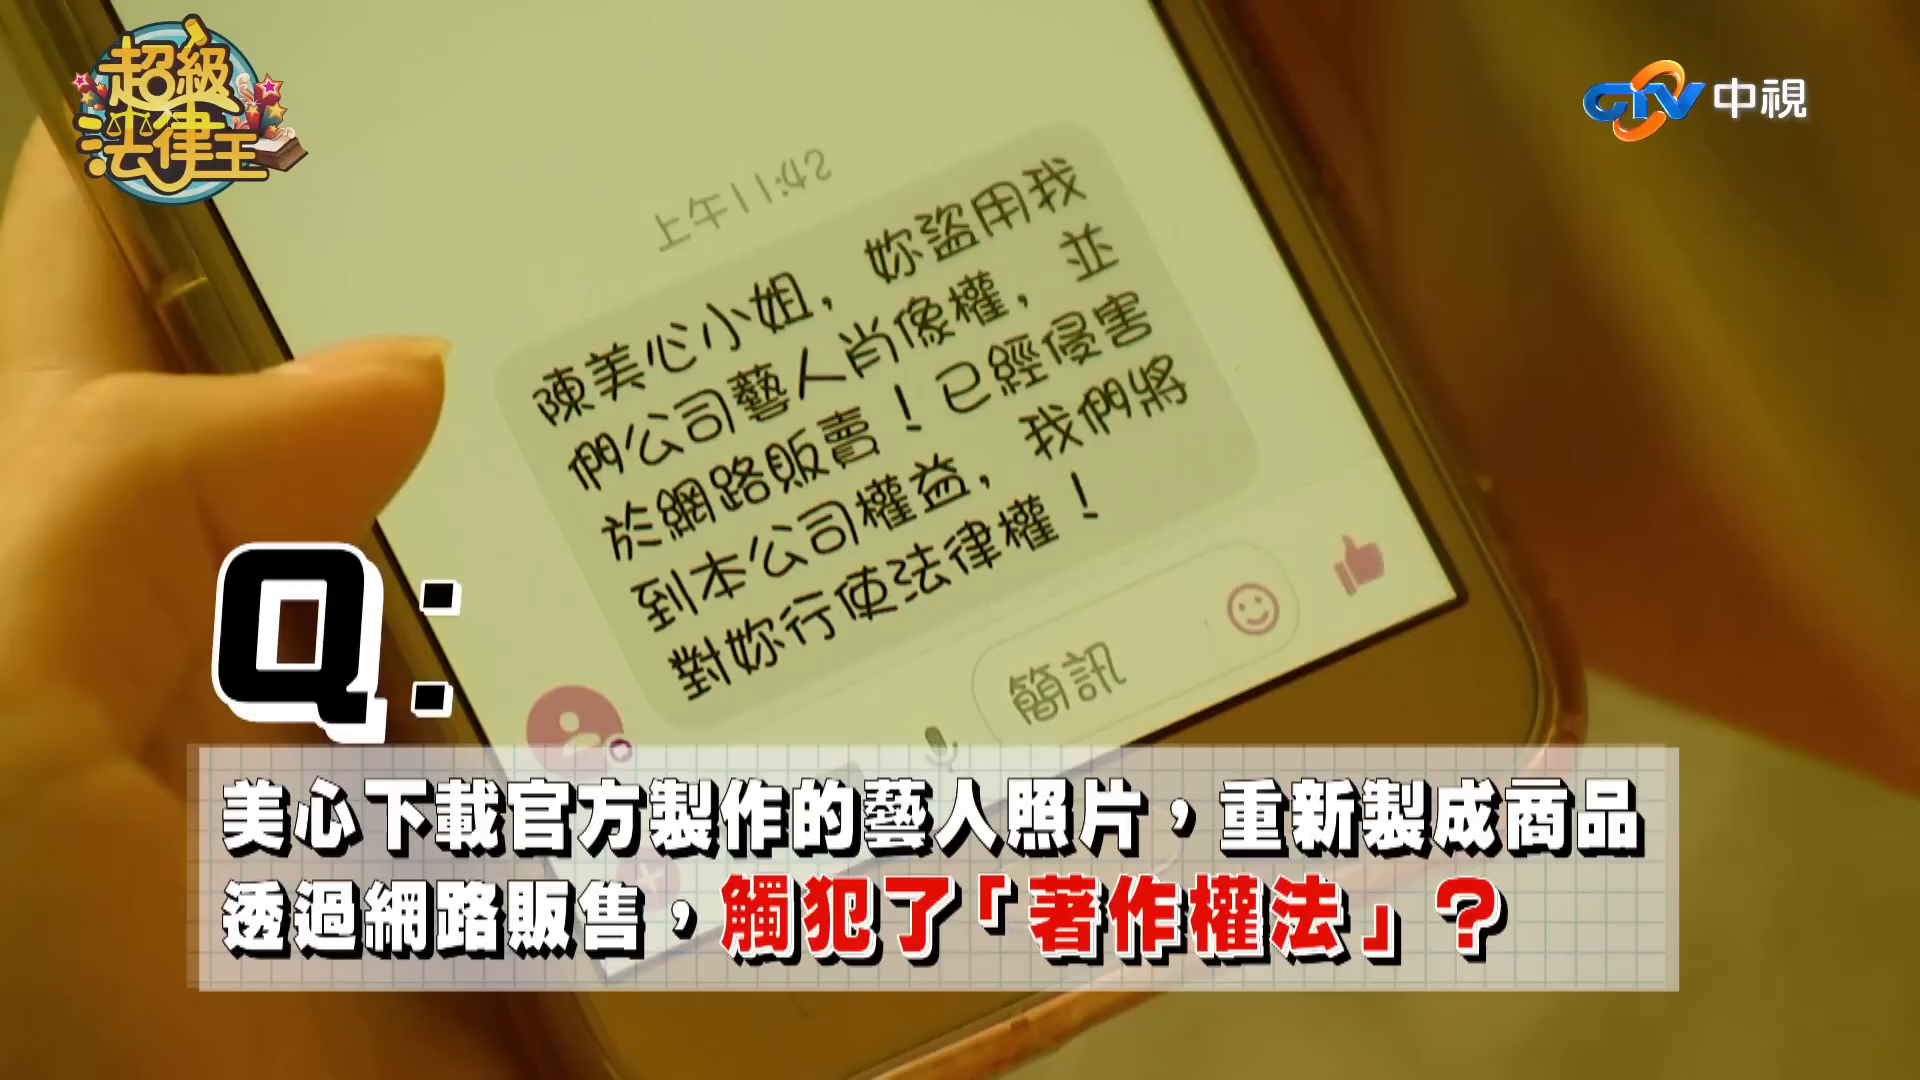 超級
法律王
CTV中視
上午11:42
陳美心小姐,妳盜用我
們公司藝人肖像權,並
於網路販賣!已經侵害
到本公司權益,我們將
對妳行使法律權!
簡訊
Q:
美心下載官方製作的藝人照片,重新製成商品
透過網路販售,觸犯了「著作權法」?